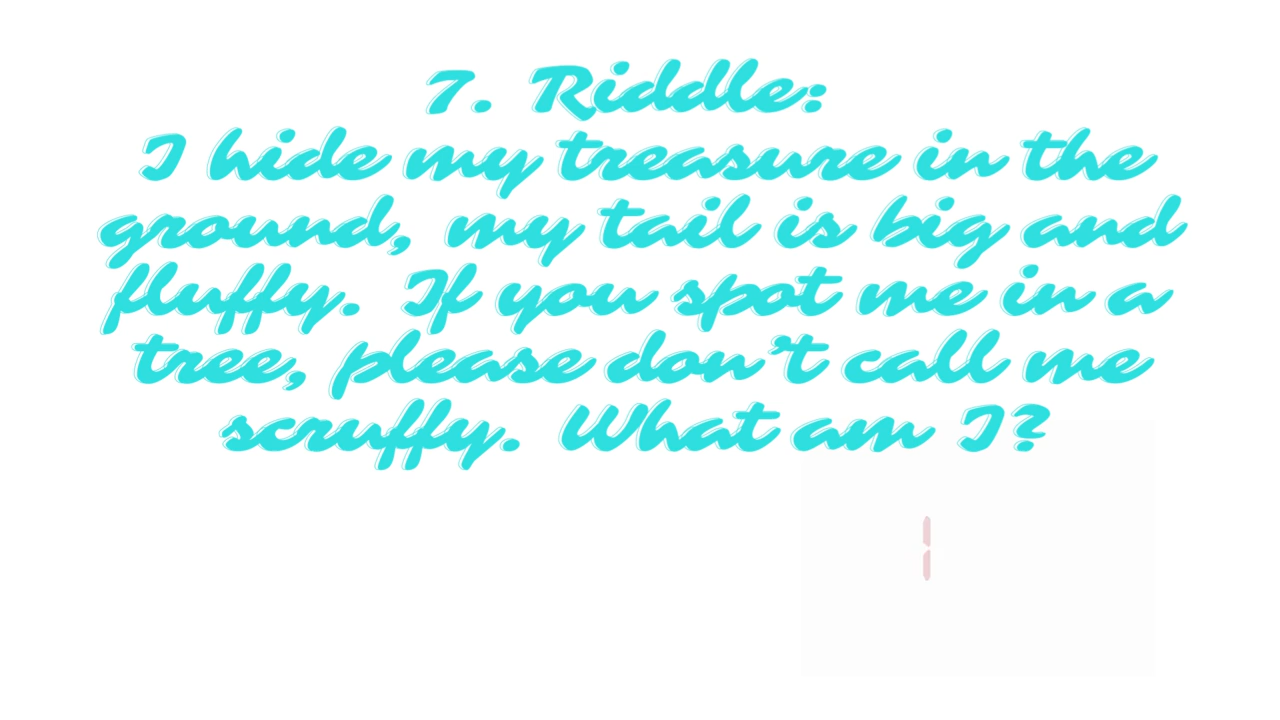 7. Riddle:
I hide my treasure in the
ground, my tail is big and
fluffy. If you spot me in a
tree, please don't call me
scruffy. What am I?
1